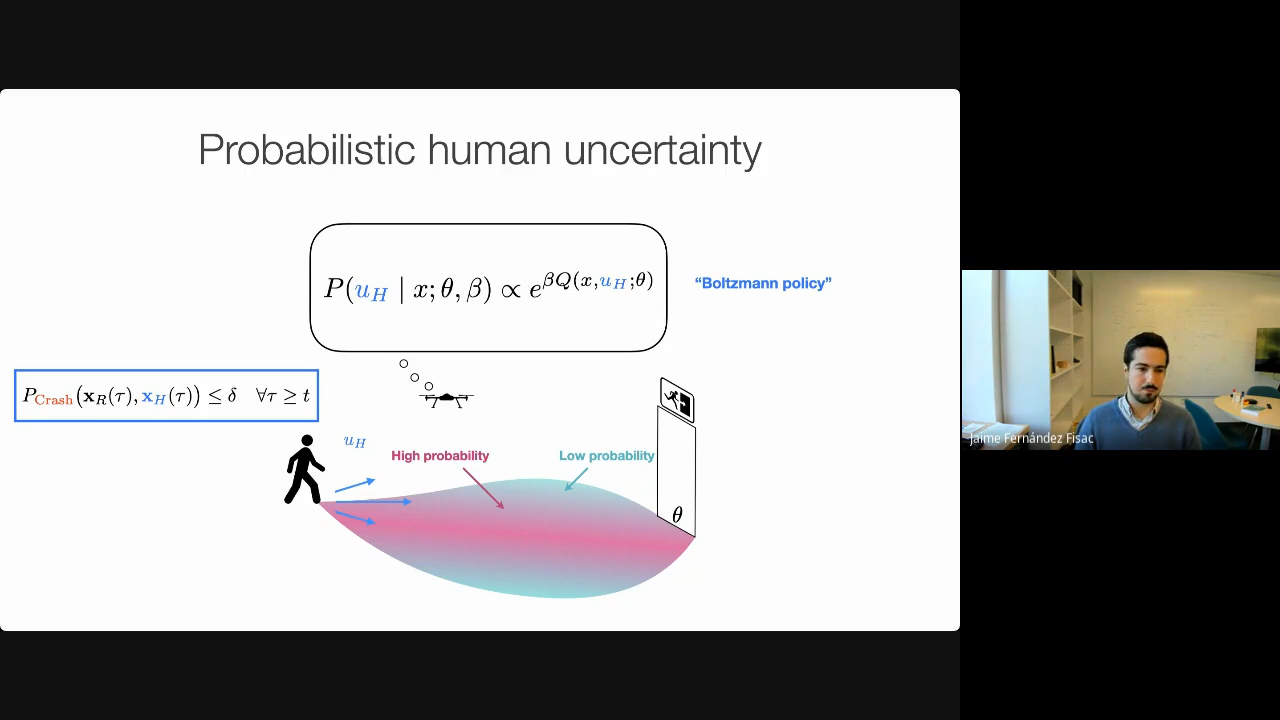 Probabilistic human uncertainty
P(u_H | x; θ, β) ∝ e^{βQ(x,u_H;θ)}
“Boltzmann policy”
P_Crash(x_R(τ), x_H(τ)) ≤ δ ∀τ ≥ t
u_H
High probability
Low probability
θ
Jaime Fernández Fisac